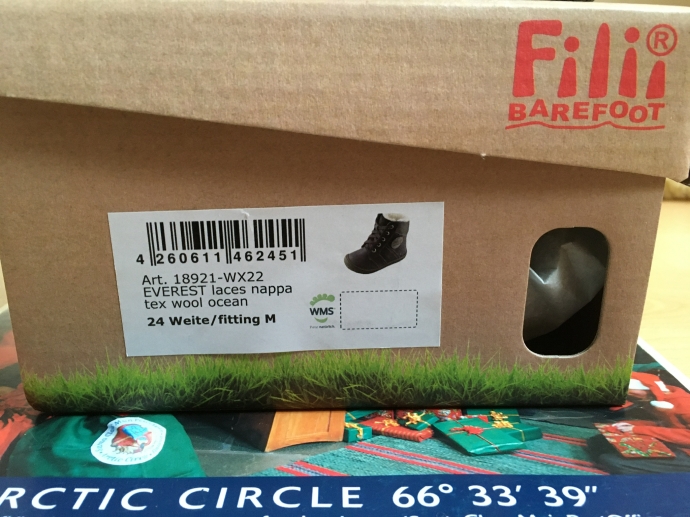 Filii®
BAREFOOT
4 260611 462451
Art. 18921-WX22
EVEREST laces nappa
tex wool ocean
24 Weite/fitting M
WMS
RCTIC CIRCLE 66° 33' 39"